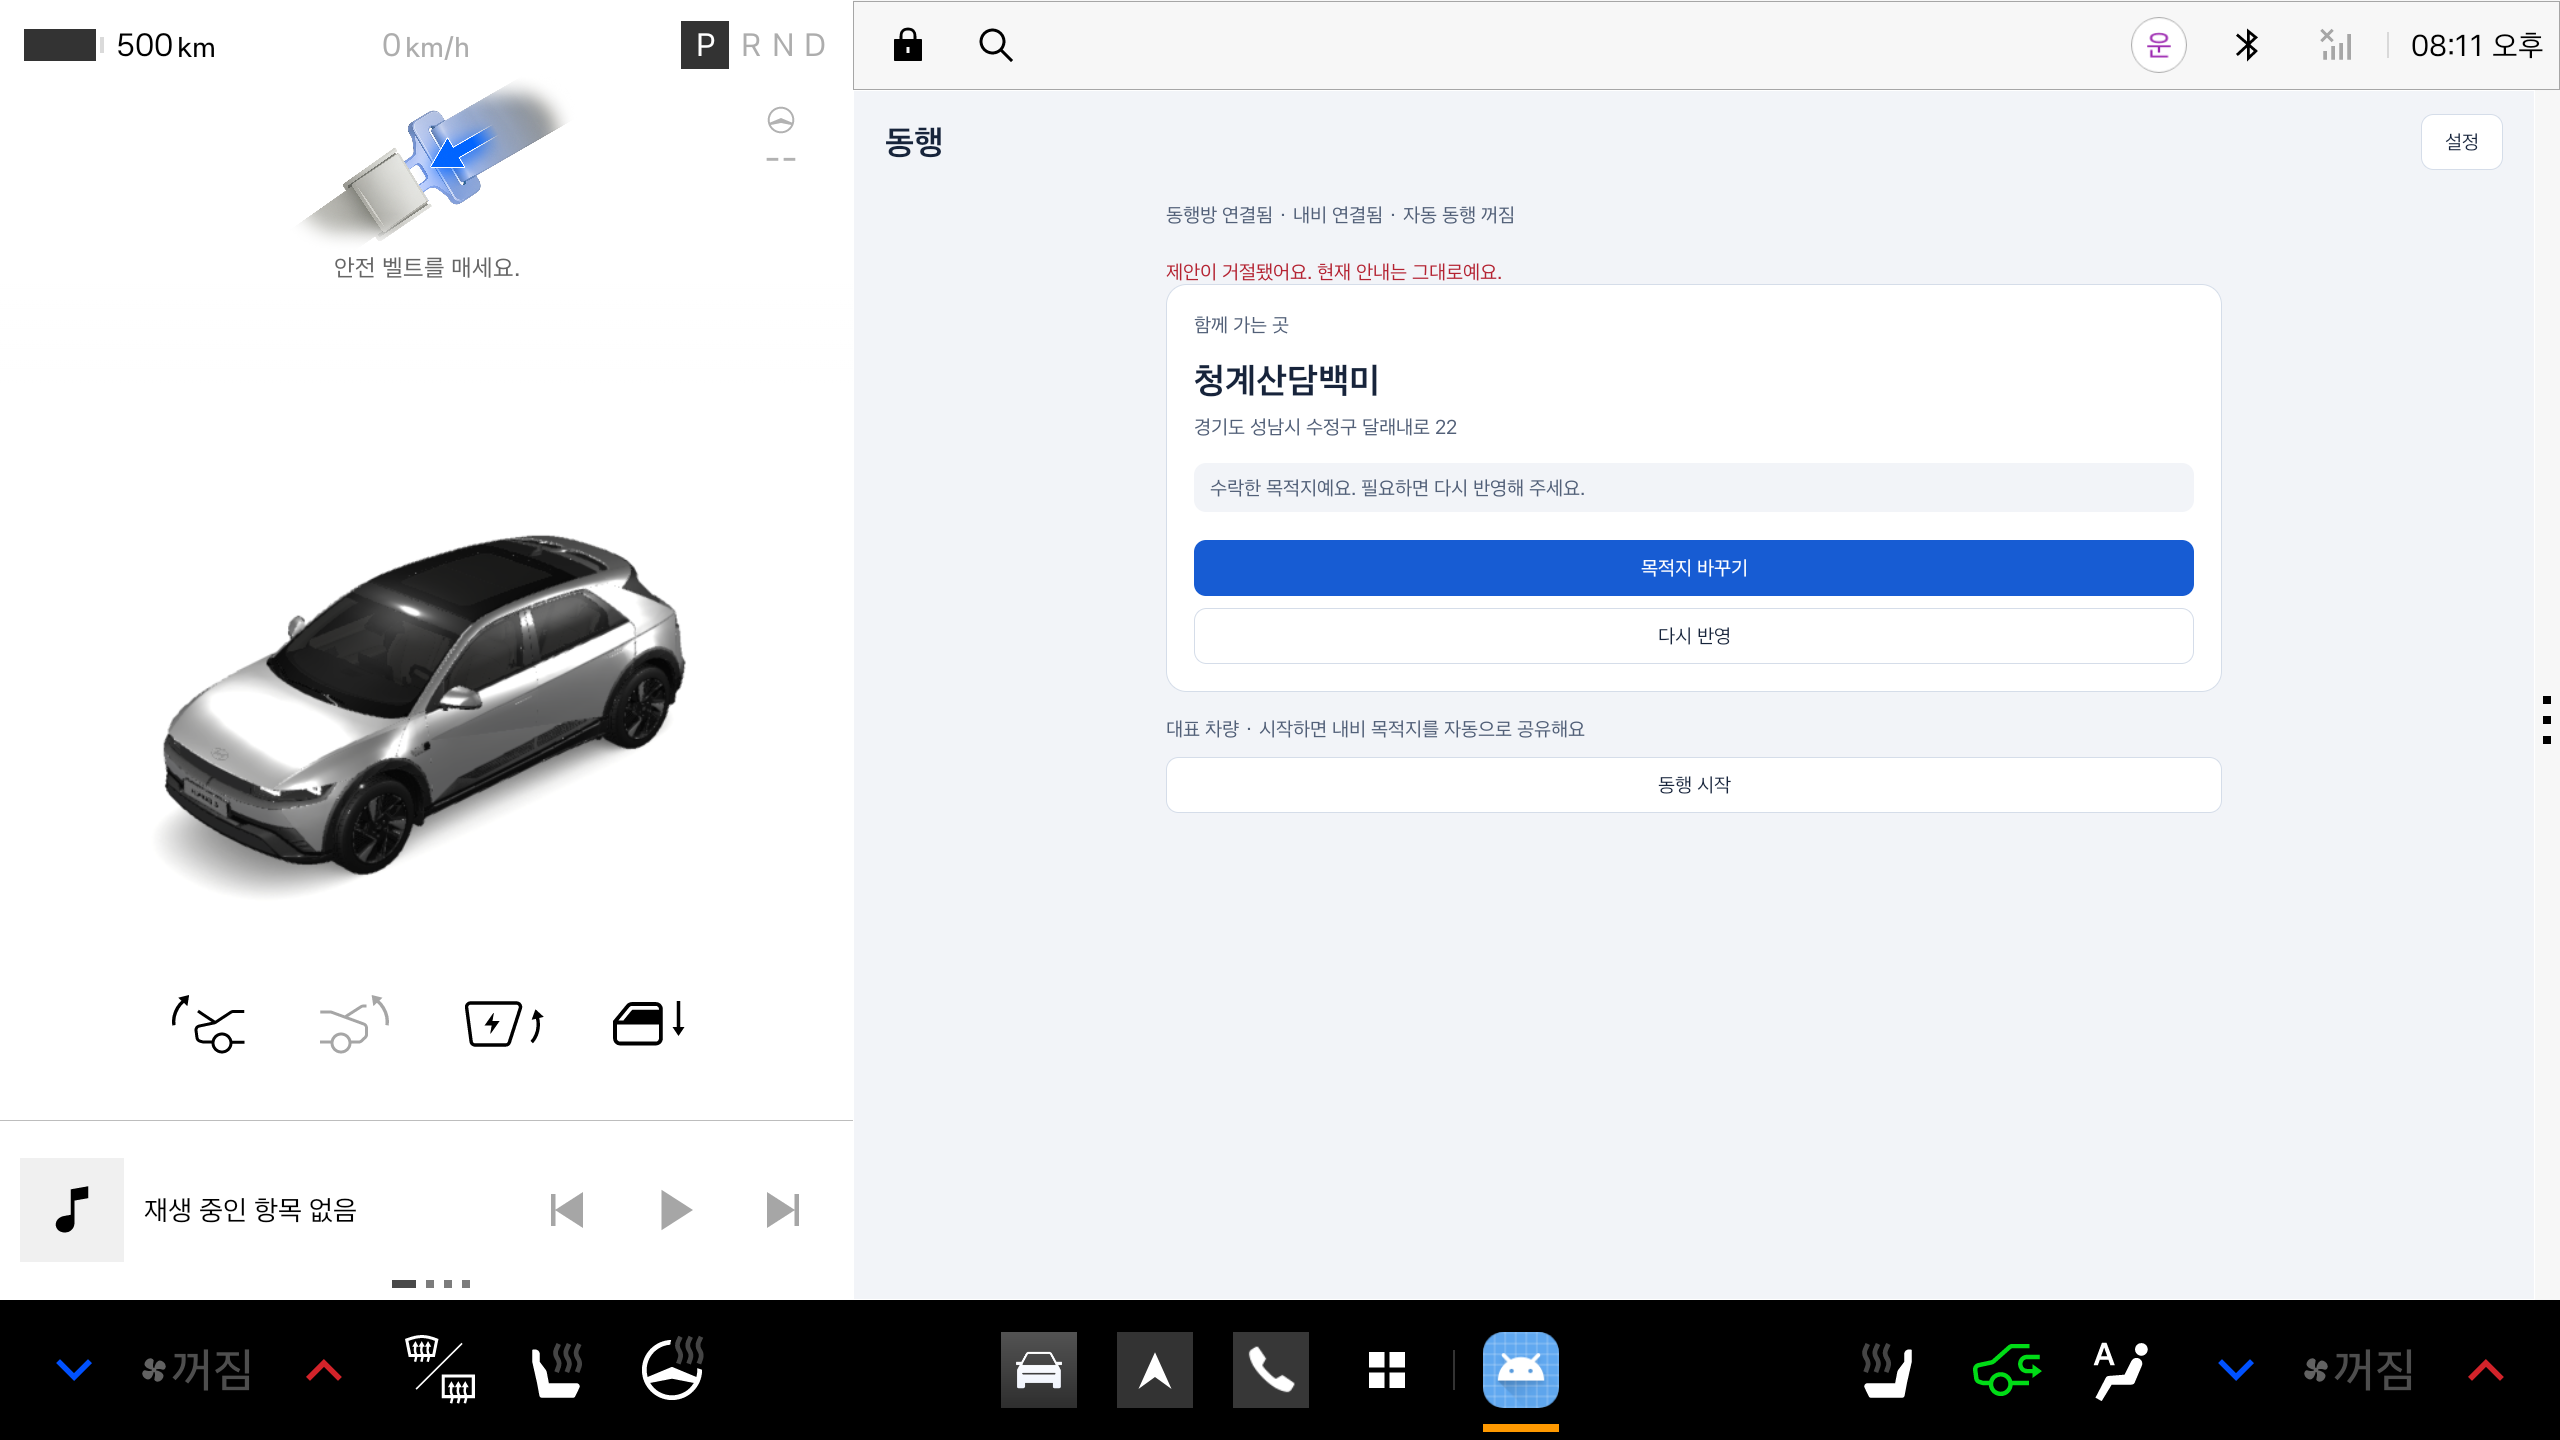 500 km
0 km/h
P R N D
안전 벨트를 매세요.
재생 중인 항목 없음
운
08:11 오후
동행
설정
동행방 연결됨 · 내비 연결됨 · 자동 동행 꺼짐
제안이 거절됐어요. 현재 안내는 그대로예요.
함께 가는 곳
청계산담백미
경기도 성남시 수정구 달래내로 22
수락한 목적지예요. 필요하면 다시 반영해 주세요.
목적지 바꾸기
다시 반영
대표 차량 · 시작하면 내비 목적지를 자동으로 공유해요
동행 시작
꺼짐
A
꺼짐